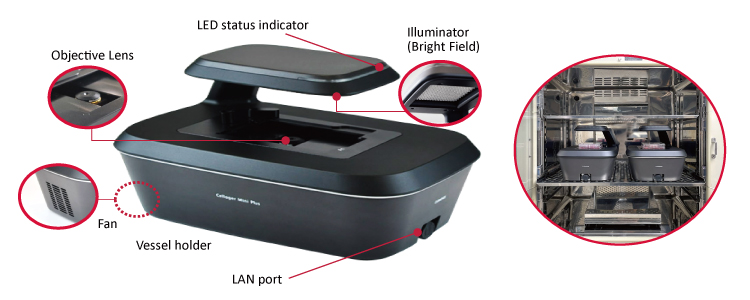 LED status indicator
Illuminator
(Bright Field)
Objective Lens
Fan
Vessel holder
LAN port